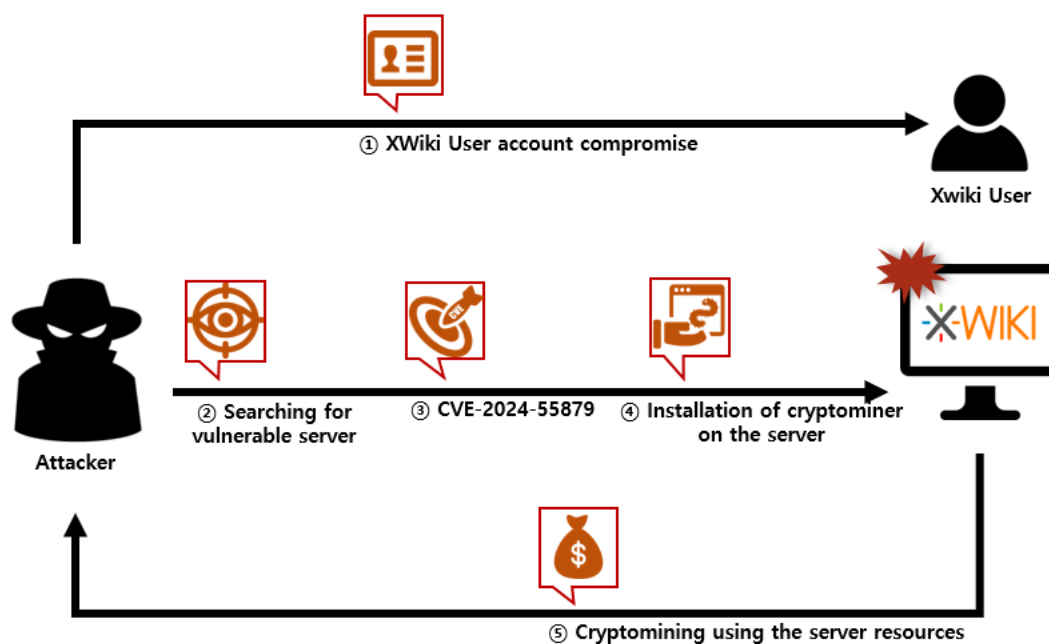 ① XWiki User account compromise
Xwiki User
X-WIKI
CVE
② Searching for
vulnerable server
③ CVE-2024-55879
④ Installation of cryptominer
on the server
Attacker
$
⑤ Cryptomining using the server resources